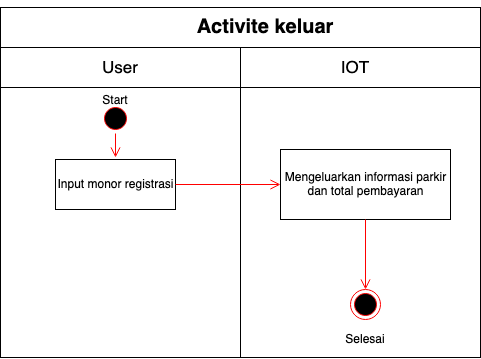 Activite keluar
User
IOT
Start
Input monor registrasi
Mengeluarkan informasi parkir
dan total pembayaran
Selesai